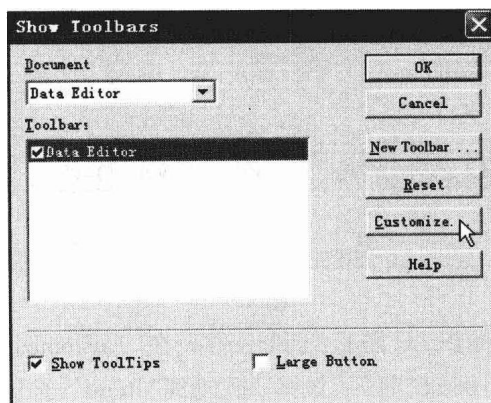 Show Toolbars
Document
Data Editor
Toolbars
Data Editor
OK
Cancel
New Toolbar ...
Reset
Customize.
Help
Show ToolTips
Large Button